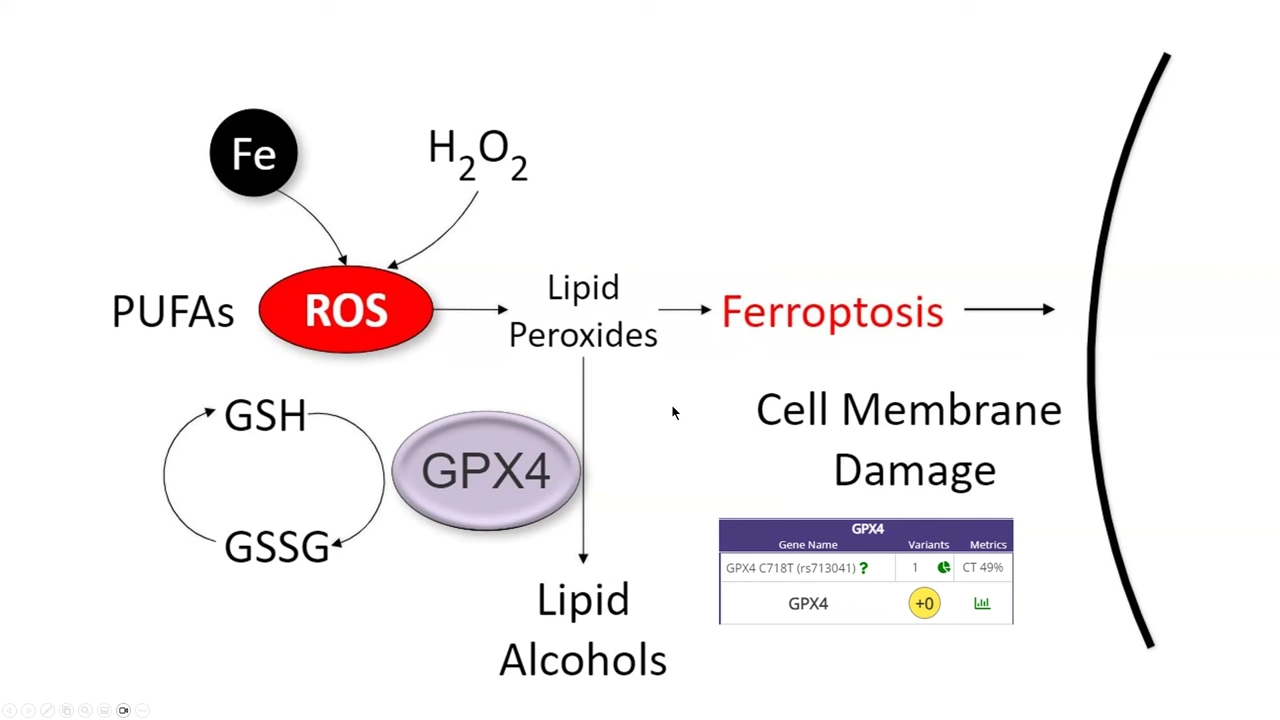 Fe
H₂O₂
PUFAs
ROS
Lipid
Peroxides
Ferroptosis
GSH
GPX4
GSSG
Cell Membrane
Damage
Lipid
Alcohols
GPX4
Gene Name Variants Metrics
GPX4 C718T (rs713041) ? 1 CT 49%
GPX4 +0